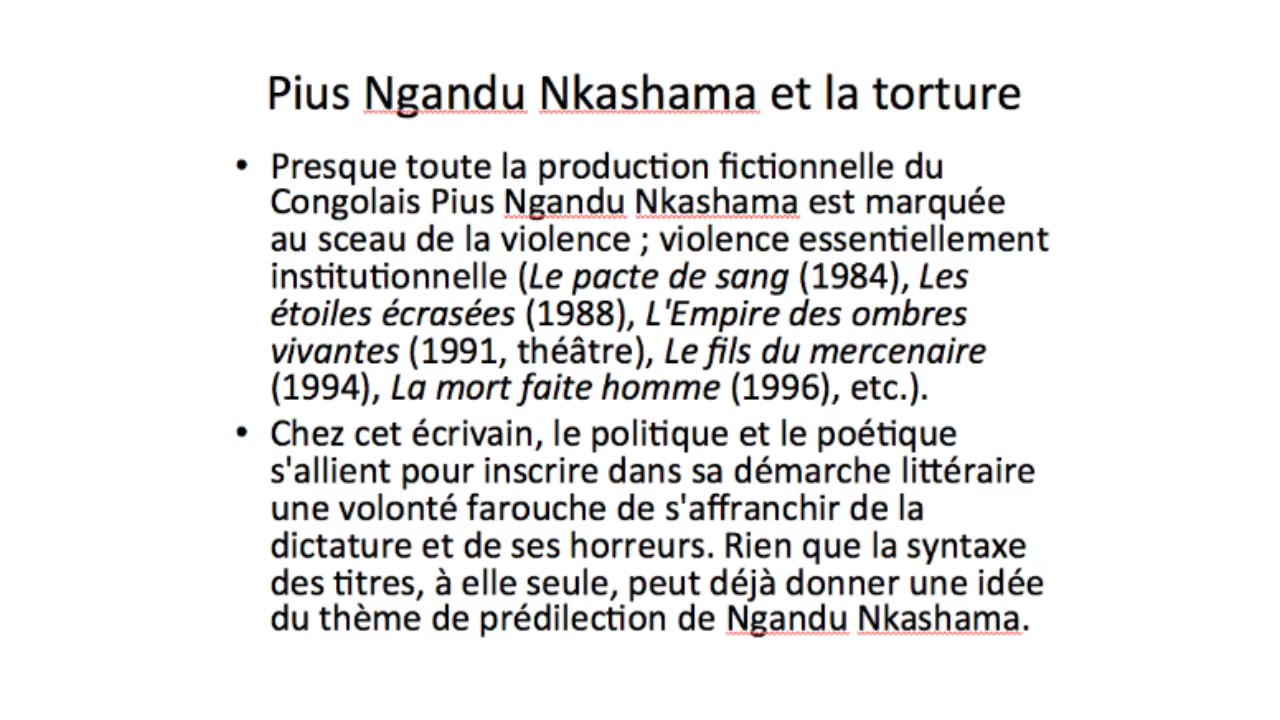 Pius Ngandu Nkashama et la torture
• Presque toute la production fictionnelle du
Congolais Pius Ngandu Nkashama est marquée
au sceau de la violence ; violence essentiellement
institutionnelle (Le pacte de sang (1984), Les
étoiles écrasées (1988), L'Empire des ombres
vivantes (1991, théâtre), Le fils du mercenaire
(1994), La mort faite homme (1996), etc.).
• Chez cet écrivain, le politique et le poétique
s'allient pour inscrire dans sa démarche littéraire
une volonté farouche de s'affranchir de la
dictature et de ses horreurs. Rien que la syntaxe
des titres, à elle seule, peut déjà donner une idée
du thème de prédilection de Ngandu Nkashama.